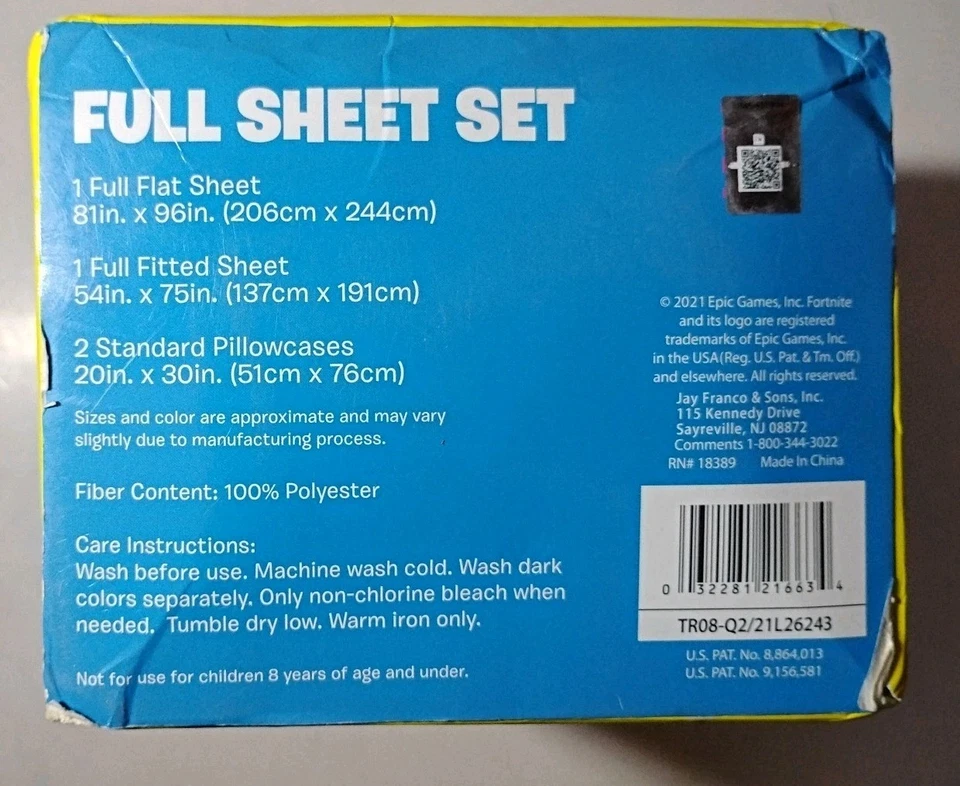 FULL SHEET SET
1 Full Flat Sheet
81in. x 96in. (206cm x 244cm)
1 Full Fitted Sheet
54in. x 75in. (137cm x 191cm)
2 Standard Pillowcases
20in. x 30in. (51cm x 76cm)
Sizes and color are approximate and may vary
slightly due to manufacturing process.
Fiber Content: 100% Polyester
Care Instructions:
Wash before use. Machine wash cold. Wash dark
colors separately. Only non-chlorine bleach when
needed. Tumble dry low. Warm iron only.
Not for use for children 8 years of age and under.
© 2021 Epic Games, Inc. Fortnite
and its logo are registered
trademarks of Epic Games, Inc.
in the USA(Reg. U.S. Pat. & Tm. Off.)
and elsewhere. All rights reserved.
Jay Franco & Sons, Inc.
115 Kennedy Drive
Sayreville, NJ 08872
Comments 1-800-344-3022
RN# 18389 Made In China
0 32281 21663 4
TR08-Q2/21L26243
U.S. PAT. No. 8,864,013
U.S. PAT. No. 9,156,581